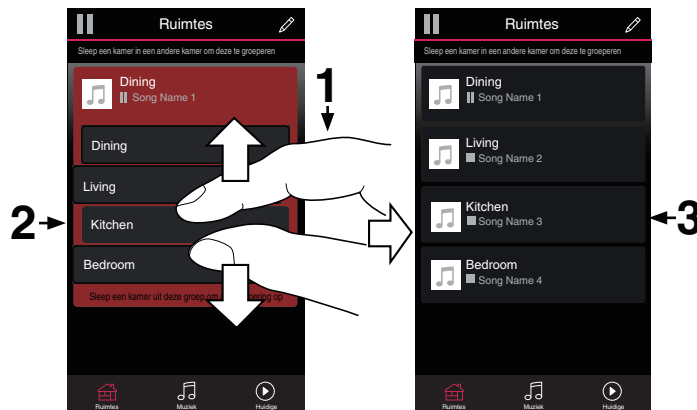 Ruimtes
Sleep een kamer in een andere kamer om deze te groeperen
Dining
Song Name 1
Dining
Living
Kitchen
Bedroom
Sleep een kamer uit deze groep om op
Ruimtes
Muziek
Huidige
1
2
Ruimtes
Sleep een kamer in een andere kamer om deze te groeperen
Dining
Song Name 1
Living
Song Name 2
Kitchen
Song Name 3
Bedroom
Song Name 4
Ruimtes
Muziek
Huidige
3